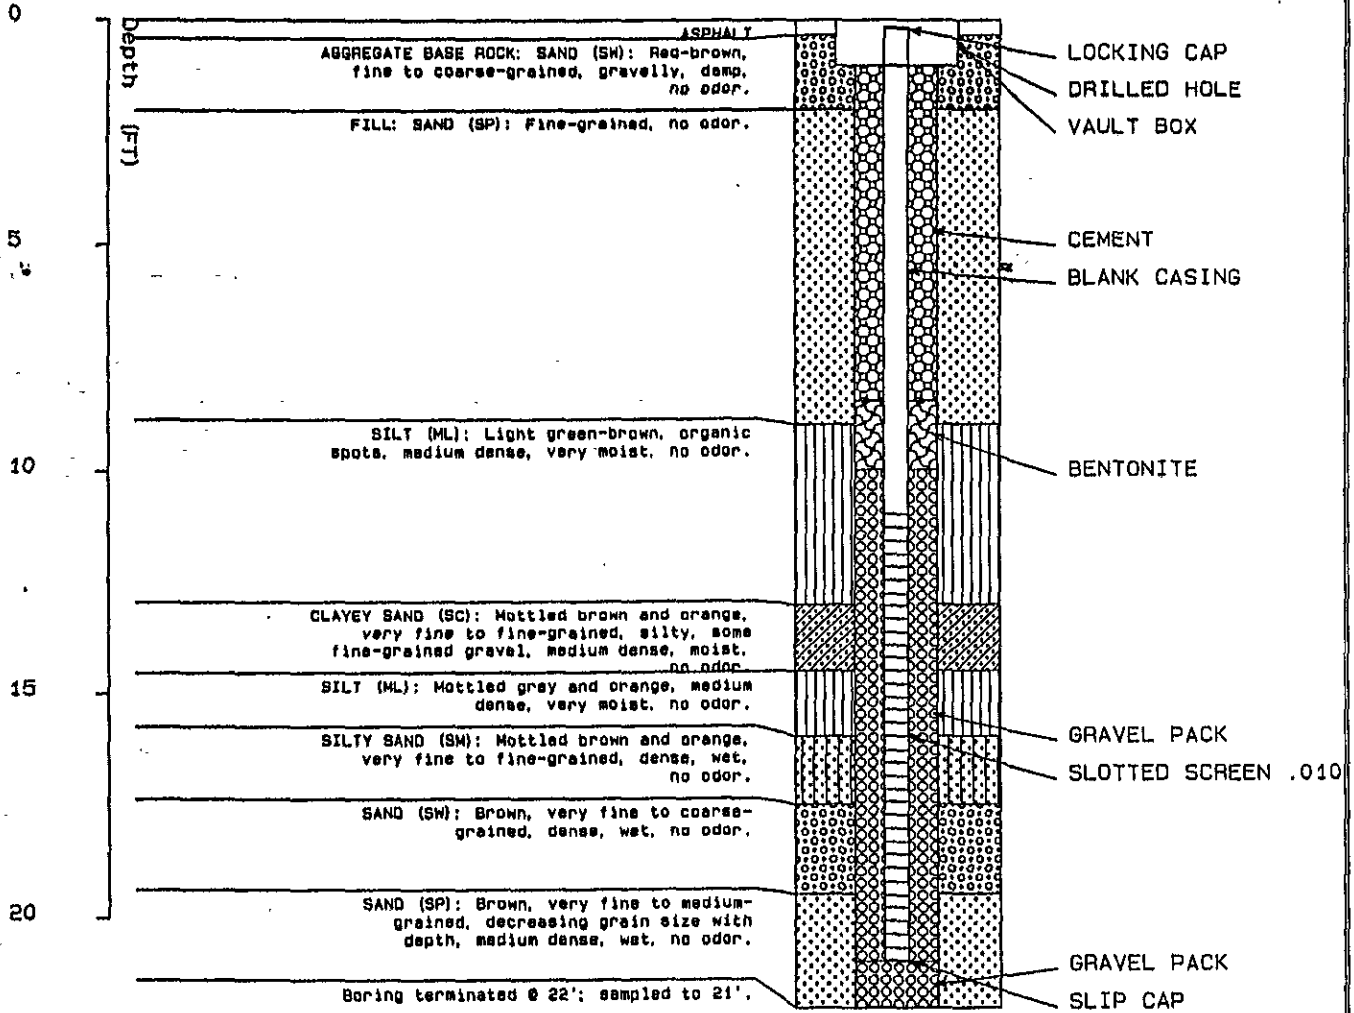 0
Depth (FT)
ASPHALT
AGGREGATE BASE ROCK: SAND (SW): Red-brown,
fine to coarse-grained, gravelly, damp,
no odor.
FILL: SAND (SP): Fine-grained, no odor.
LOCKING CAP
DRILLED HOLE
VAULT BOX
5
CEMENT
BLANK CASING
SILT (ML): Light green-brown, organic
spots, medium dense, very moist, no odor.
10
BENTONITE
CLAYEY SAND (SC): Mottled brown and orange,
very fine to fine-grained, silty, some
fine-grained gravel, medium dense, moist,
no odor.
15
SILT (ML): Mottled gray and orange, medium
dense, very moist, no odor.
SILTY SAND (SM): Mottled brown and orange,
very fine to fine-grained, dense, wet,
no odor.
GRAVEL PACK
SLOTTED SCREEN .010
SAND (SW): Brown, very fine to coarse-
grained, dense, wet, no odor.
20
SAND (SP): Brown, very fine to medium-
grained, decreasing grain size with
depth, medium dense, wet, no odor.
GRAVEL PACK
SLIP CAP
Boring terminated @ 22'; sampled to 21'.